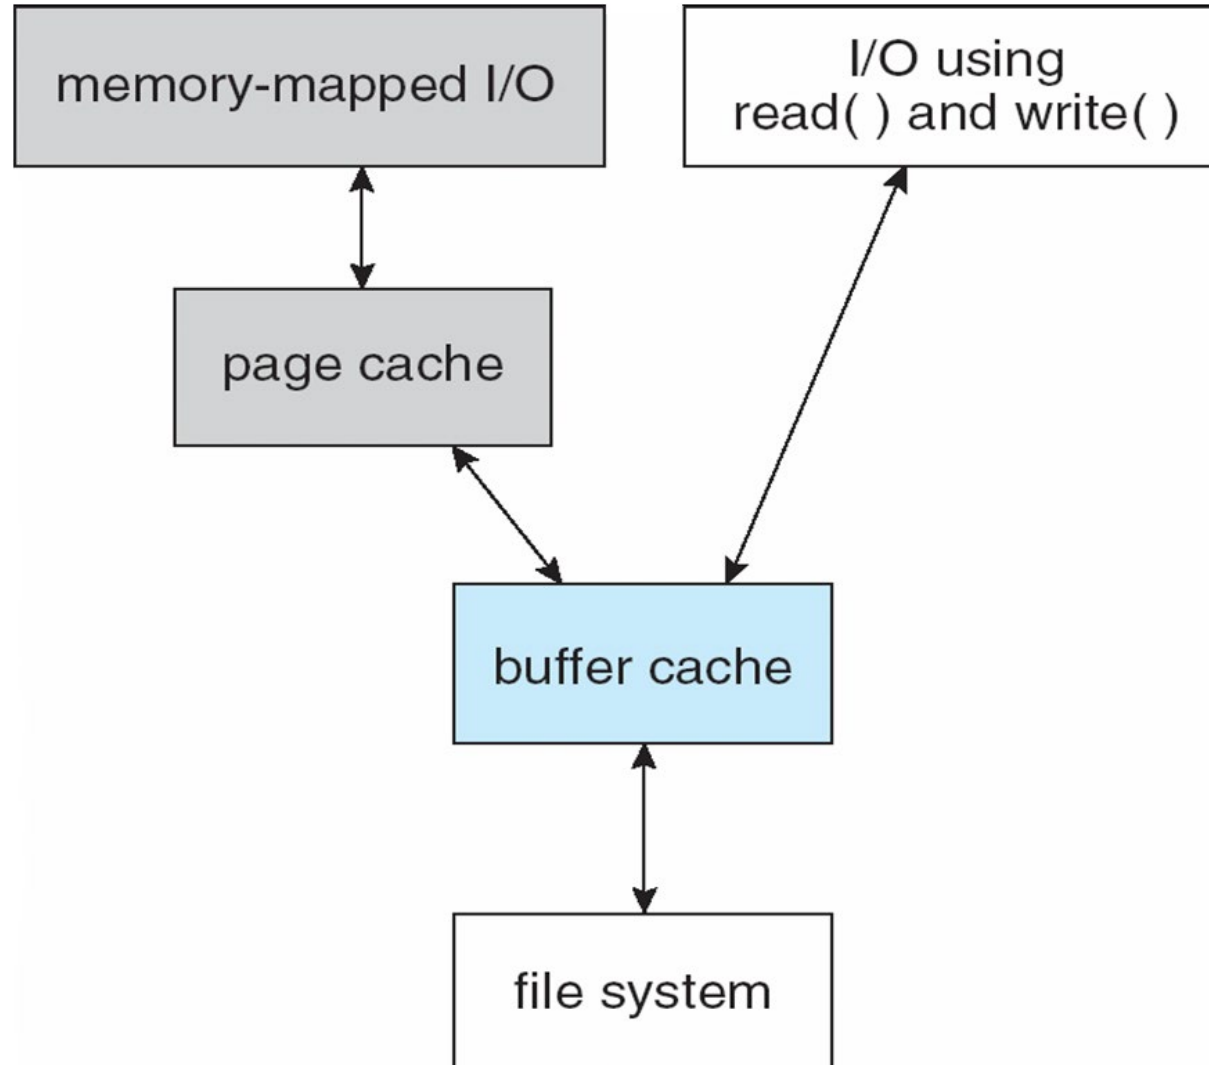 memory-mapped I/O
I/O using
read( ) and write( )
page cache
buffer cache
file system